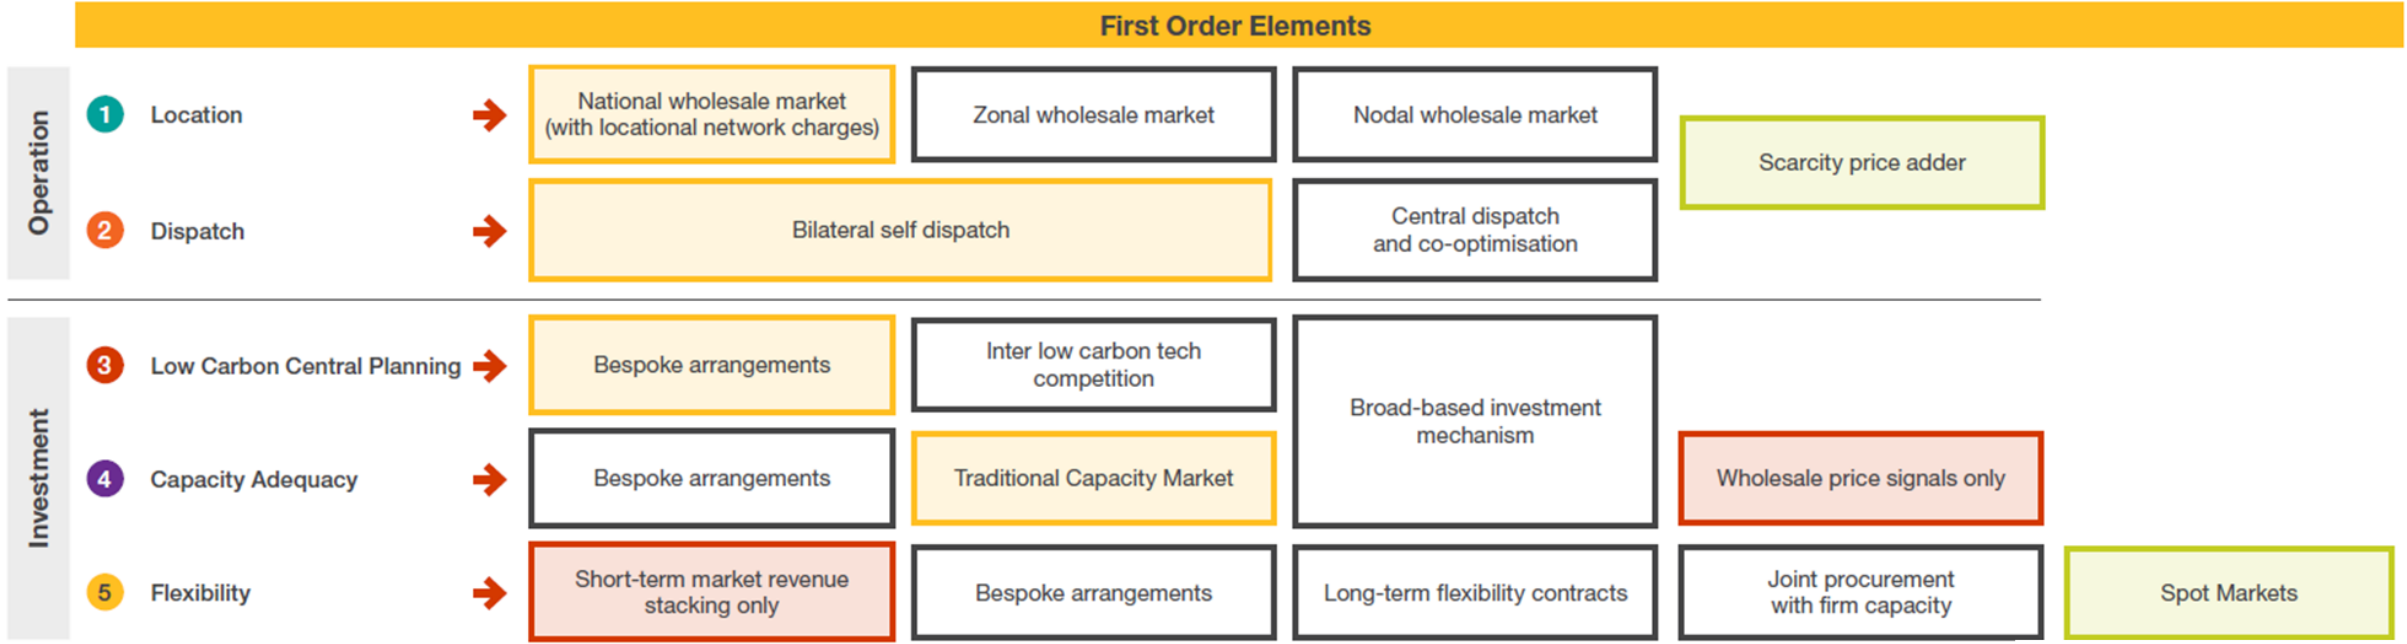 First Order Elements
Operation
1
Location
National wholesale market
(with locational network charges)
Zonal wholesale market
Nodal wholesale market
Scarcity price adder
2
Dispatch
Bilateral self dispatch
Central dispatch
and co-optimisation
Investment
3
Low Carbon Central Planning
Bespoke arrangements
Inter low carbon tech
competition
Broad-based investment
mechanism
4
Capacity Adequacy
Bespoke arrangements
Traditional Capacity Market
Wholesale price signals only
5
Flexibility
Short-term market revenue
stacking only
Bespoke arrangements
Long-term flexibility contracts
Joint procurement
with firm capacity
Spot Markets